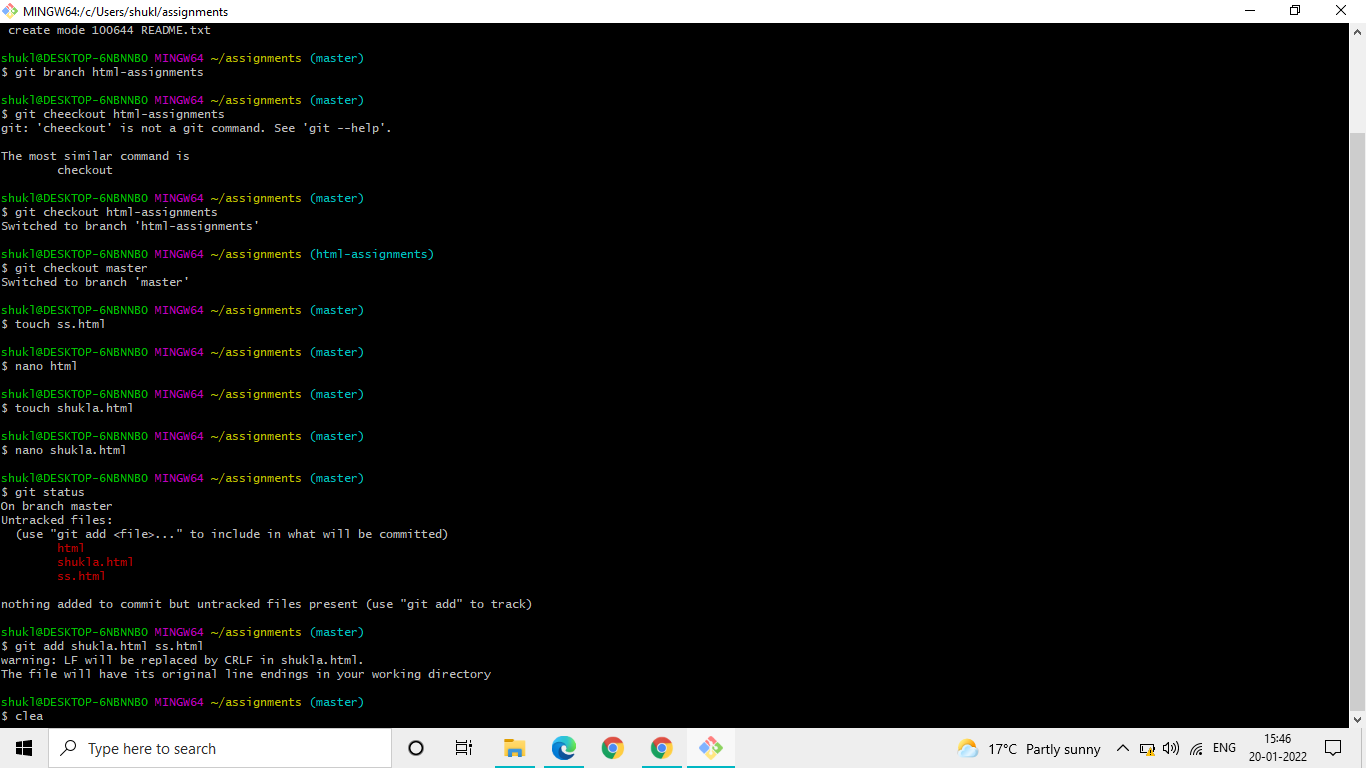 MINGW64:/c/Users/shukl/assignments
create mode 100644 README.txt
shukl@DESKTOP-6NBNNBO MINGW64 ~/assignments (master)
$ git branch html-assignments
shukl@DESKTOP-6NBNNBO MINGW64 ~/assignments (master)
$ git cheeckout html-assignments
git: 'cheeckout' is not a git command. See 'git --help'.
The most similar command is
checkout
shukl@DESKTOP-6NBNNBO MINGW64 ~/assignments (master)
$ git checkout html-assignments
Switched to branch 'html-assignments'
shukl@DESKTOP-6NBNNBO MINGW64 ~/assignments (html-assignments)
$ git checkout master
Switched to branch 'master'
shukl@DESKTOP-6NBNNBO MINGW64 ~/assignments (master)
$ touch ss.html
shukl@DESKTOP-6NBNNBO MINGW64 ~/assignments (master)
$ nano html
shukl@DESKTOP-6NBNNBO MINGW64 ~/assignments (master)
$ touch shukla.html
shukl@DESKTOP-6NBNNBO MINGW64 ~/assignments (master)
$ nano shukla.html
shukl@DESKTOP-6NBNNBO MINGW64 ~/assignments (master)
$ git status
On branch master
Untracked files:
(use "git add <file>..." to include in what will be committed)
html
shukla.html
ss.html
nothing added to commit but untracked files present (use "git add" to track)
shukl@DESKTOP-6NBNNBO MINGW64 ~/assignments (master)
$ git add shukla.html ss.html
warning: LF will be replaced by CRLF in shukla.html.
The file will have its original line endings in your working directory
shukl@DESKTOP-6NBNNBO MINGW64 ~/assignments (master)
$ clea
Type here to search
17°C Partly sunny
ENG
15:46
20-01-2022